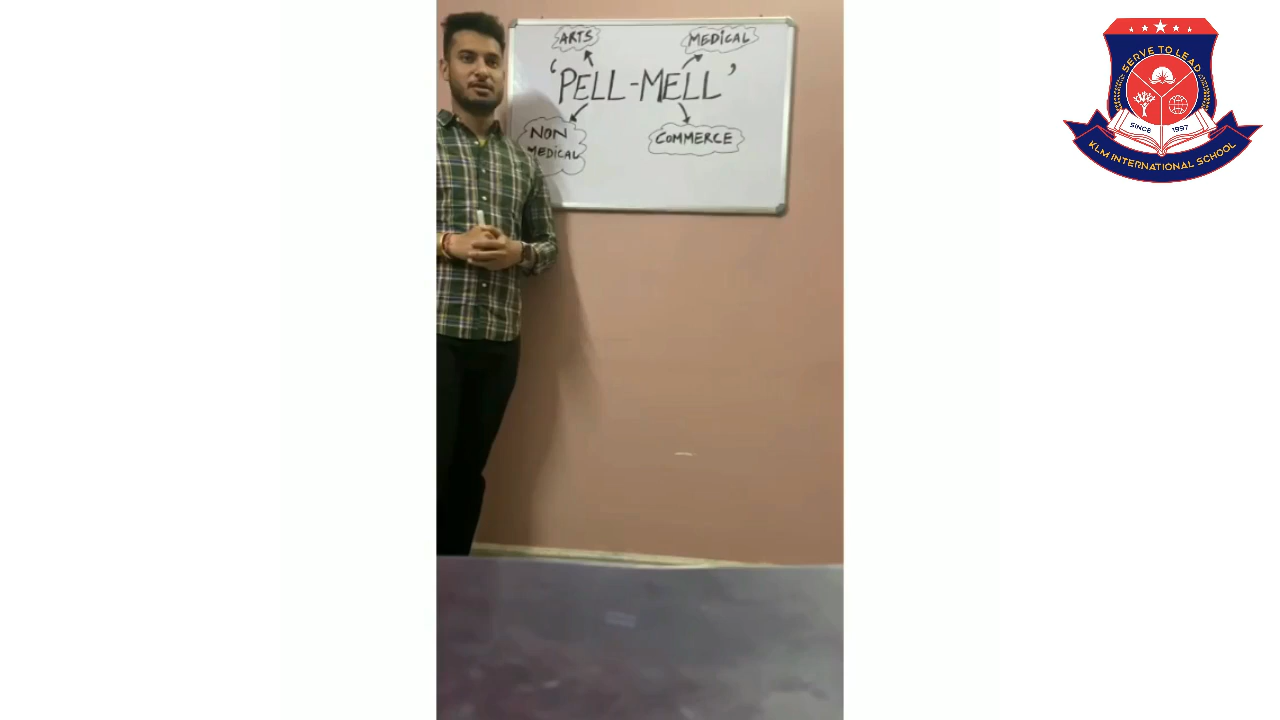 ARTS
MEDICAL
'PELL-MELL'
NON
MEDICAL
COMMERCE
SERVE TO LEAD
SINCE 1997
KLM INTERNATIONAL SCHOOL